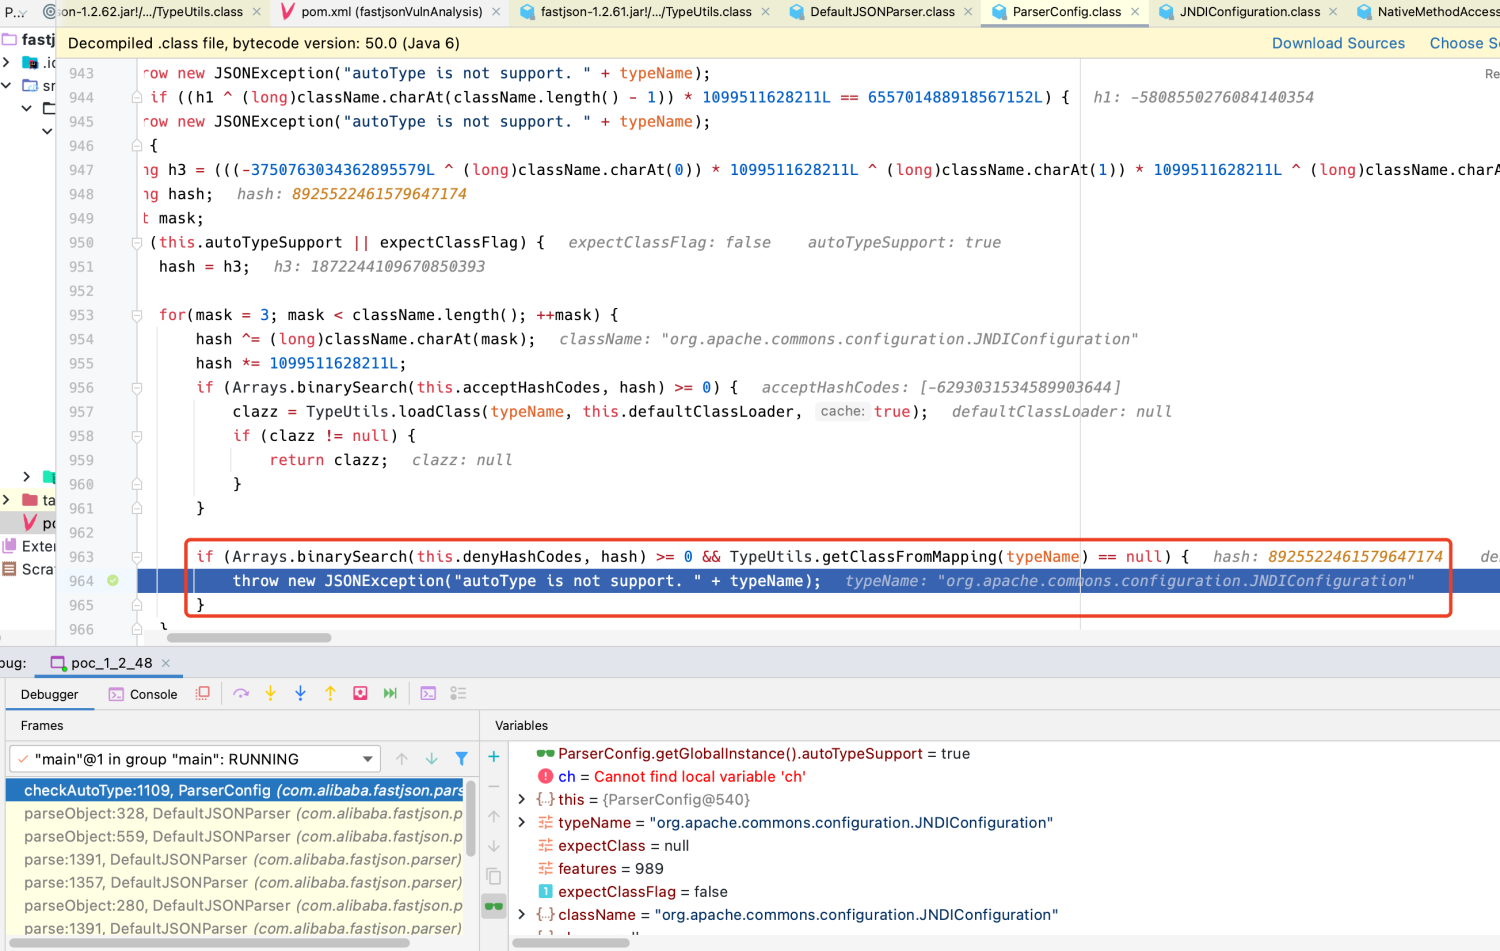 P...
son-1.2.62.jar!/.../TypeUtils.class
pom.xml (fastjsonVulnAnalysis)
fastjson-1.2.61.jar!/.../TypeUtils.class
DefaultJSONParser.class
ParserConfig.class
JNDIConfiguration.class
NativeMethodAccess
fastj
Decompiled .class file, bytecode version: 50.0 (Java 6)
Download Sources
Choose So
.ic
sr
Re
943 row new JSONException("autoType is not support. " + typeName);
944 if ((h1 ^ (long)className.charAt(className.length() - 1)) * 1099511628211L == 655701488918567152L) { h1: -5808550276084140354
945 row new JSONException("autoType is not support. " + typeName);
946 {
947 ng h3 = (((-3750763034362895579L ^ (long)className.charAt(0)) * 1099511628211L ^ (long)className.charAt(1)) * 1099511628211L ^ (long)className.charA
948 ng hash; hash: 8925522461579647174
949 t mask;
950 (this.autoTypeSupport || expectClassFlag) { expectClassFlag: false autoTypeSupport: true
951 hash = h3; h3: 1872244109670850393
952
953 for(mask = 3; mask < className.length(); ++mask) {
954 hash ^= (long)className.charAt(mask); className: "org.apache.commons.configuration.JNDIConfiguration"
955 hash *= 1099511628211L;
956 if (Arrays.binarySearch(this.acceptHashCodes, hash) >= 0) { acceptHashCodes: [-6293031534589903644]
957 clazz = TypeUtils.loadClass(typeName, this.defaultClassLoader, cache: true); defaultClassLoader: null
958 if (clazz != null) {
959 return clazz; clazz: null
960 }
961 }
962
963 if (Arrays.binarySearch(this.denyHashCodes, hash) >= 0 && TypeUtils.getClassFromMapping(typeName) == null) { hash: 8925522461579647174 de
964 throw new JSONException("autoType is not support. " + typeName); typeName: "org.apache.commons.configuration.JNDIConfiguration"
965 }
966 }
ta
po
Exter
Scra
bug: poc_1_2_48
Debugger Console
Frames
"main"@1 in group "main": RUNNING
checkAutoType:1109, ParserConfig (com.alibaba.fastjson.pars
parseObject:328, DefaultJSONParser (com.alibaba.fastjson.p
parseObject:559, DefaultJSONParser (com.alibaba.fastjson.p
parse:1391, DefaultJSONParser (com.alibaba.fastjson.parser)
parse:1357, DefaultJSONParser (com.alibaba.fastjson.parser)
parseObject:280, DefaultJSONParser (com.alibaba.fastjson.p
parse:1391, DefaultJSONParser (com.alibaba.fastjson.parser)
Variables
ParserConfig.getGlobalInstance().autoTypeSupport = true
ch = Cannot find local variable 'ch'
this = {ParserConfig@540}
typeName = "org.apache.commons.configuration.JNDIConfiguration"
expectClass = null
features = 989
expectClassFlag = false
className = "org.apache.commons.configuration.JNDIConfiguration"